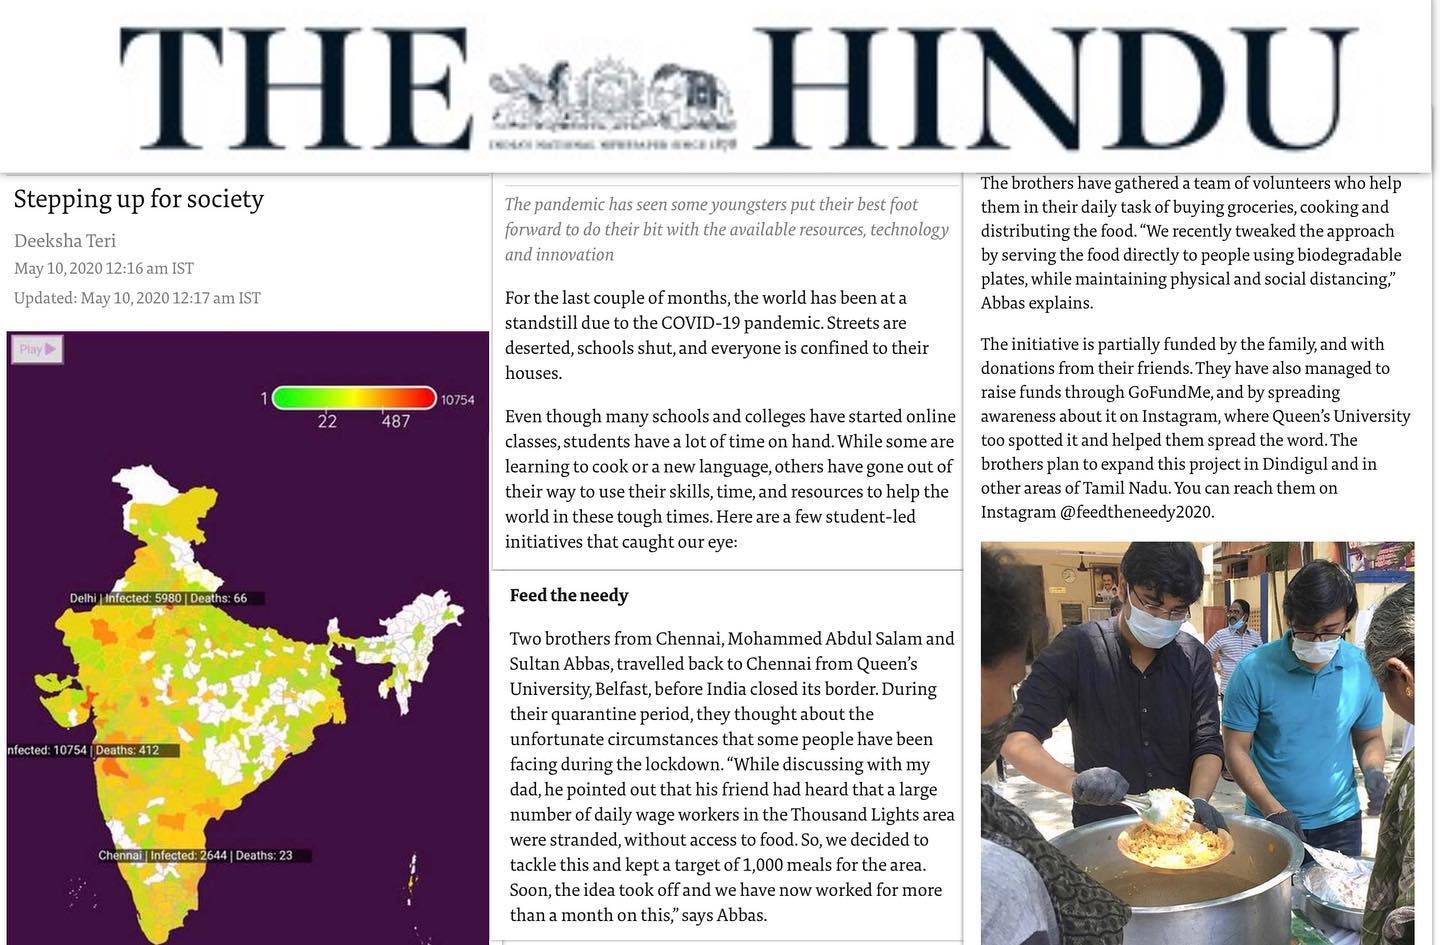 THE HINDU
INDIA'S NATIONAL NEWSPAPER SINCE 1878
Stepping up for society
Deeksha Teri
May 10, 2020 12:16 am IST
Updated: May 10, 2020 12:17 am IST
Play
1
10754
22
487
Delhi | Infected: 5980 | Deaths: 66
nfected: 10754 | Deaths: 412
Chennai | Infected: 2644 | Deaths: 23
The pandemic has seen some youngsters put their best foot
forward to do their bit with the available resources, technology
and innovation
For the last couple of months, the world has been at a
standstill due to the COVID-19 pandemic. Streets are
deserted, schools shut, and everyone is confined to their
houses.
Even though many schools and colleges have started online
classes, students have a lot of time on hand. While some are
learning to cook or a new language, others have gone out of
their way to use their skills, time, and resources to help the
world in these tough times. Here are a few student-led
initiatives that caught our eye:
Feed the needy
Two brothers from Chennai, Mohammed Abdul Salam and
Sultan Abbas, travelled back to Chennai from Queen's
University, Belfast, before India closed its border. During
their quarantine period, they thought about the
unfortunate circumstances that some people have been
facing during the lockdown. “While discussing with my
dad, he pointed out that his friend had heard that a large
number of daily wage workers in the Thousand Lights area
were stranded, without access to food. So, we decided to
tackle this and kept a target of 1,000 meals for the area.
Soon, the idea took off and we have now worked for more
than a month on this,” says Abbas.
The brothers have gathered a team of volunteers who help
them in their daily task of buying groceries, cooking and
distributing the food. “We recently tweaked the approach
by serving the food directly to people using biodegradable
plates, while maintaining physical and social distancing,”
Abbas explains.
The initiative is partially funded by the family, and with
donations from their friends. They have also managed to
raise funds through GoFundMe, and by spreading
awareness about it on Instagram, where Queen's University
too spotted it and helped them spread the word. The
brothers plan to expand this project in Dindigul and in
other areas of Tamil Nadu. You can reach them on
Instagram @feedtheneedy2020.